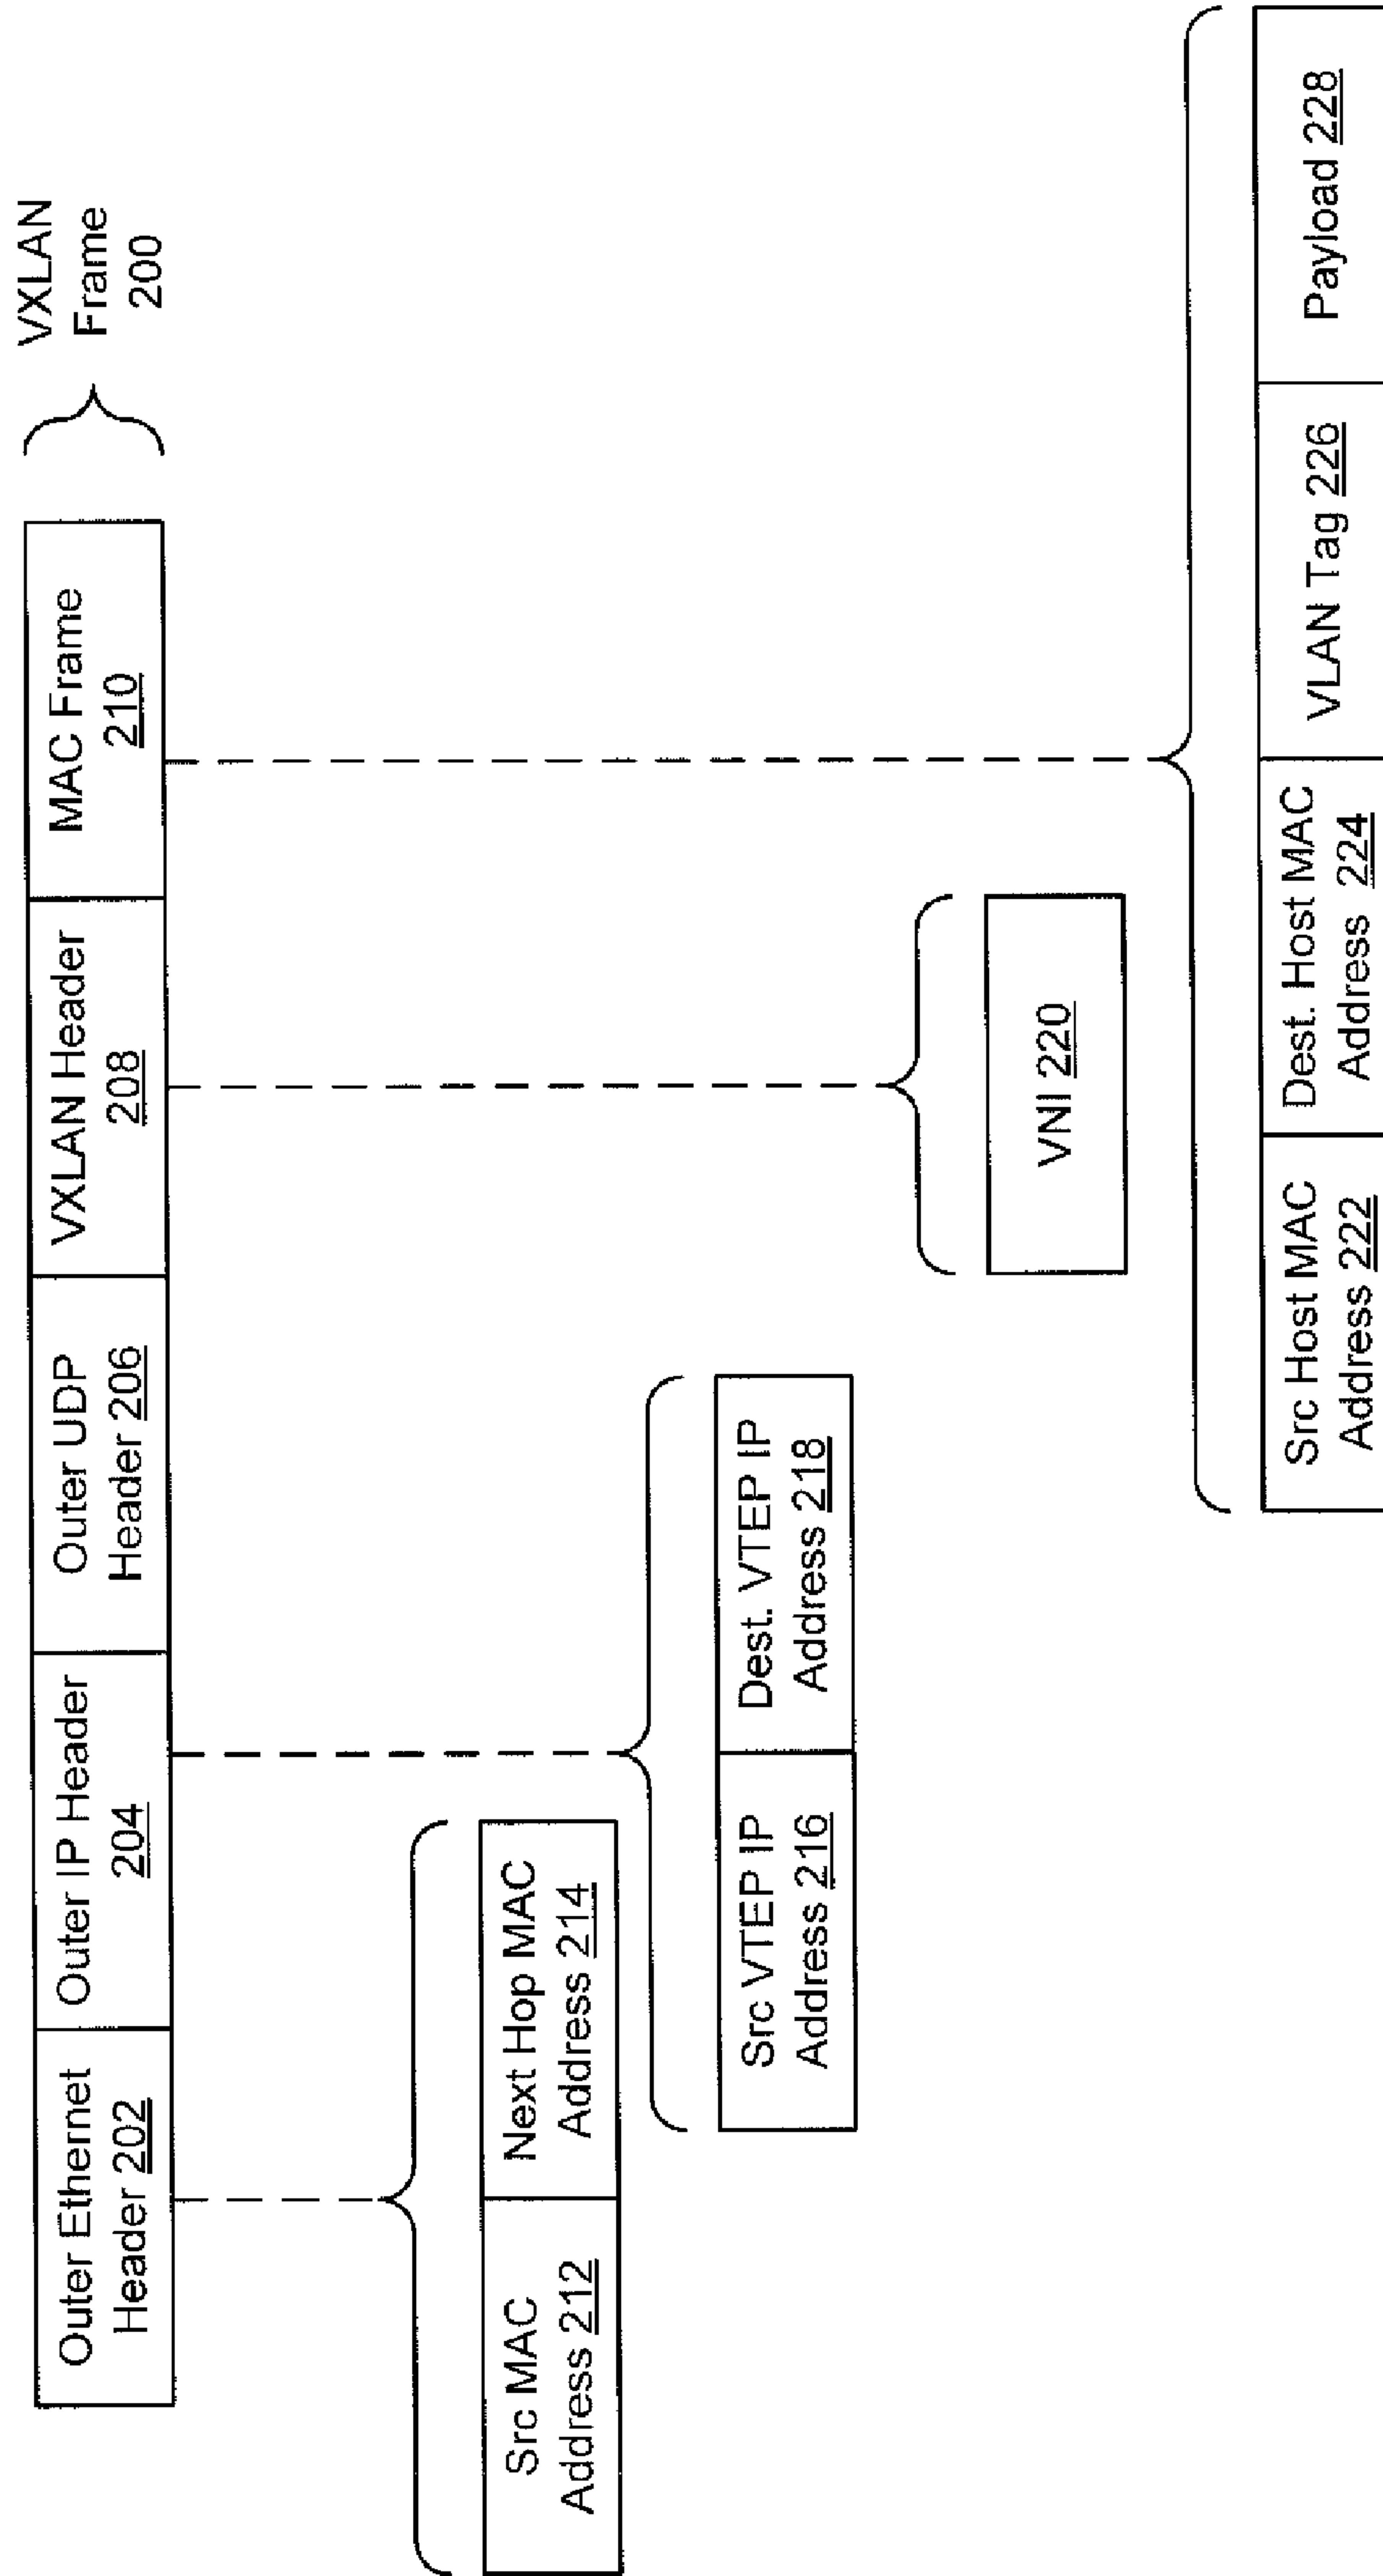 VXLAN
Frame
200
Outer Ethernet
Header 202
Outer IP Header
204
Outer UDP
Header 206
VXLAN Header
208
MAC Frame
210
Src MAC
Address 212
Next Hop MAC
Address 214
Src VTEP IP
Address 216
Dest. VTEP IP
Address 218
VNI 220
Src Host MAC
Address 222
Dest. Host MAC
Address 224
VLAN Tag 226
Payload 228